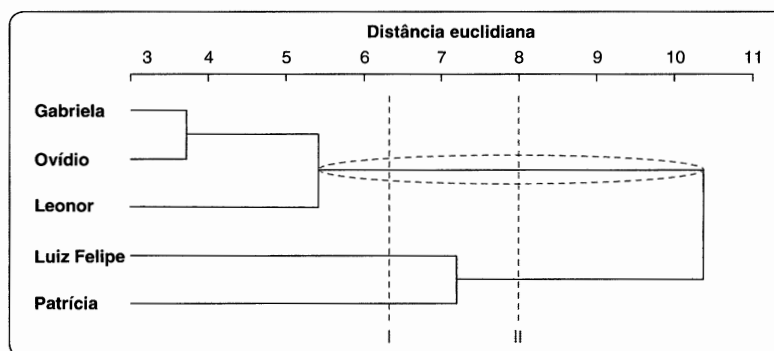 Distância euclidiana
3 4 5 6 7 8 9 10 11
Gabriela
Ovídio
Leonor
Luiz Felipe
Patrícia
I II